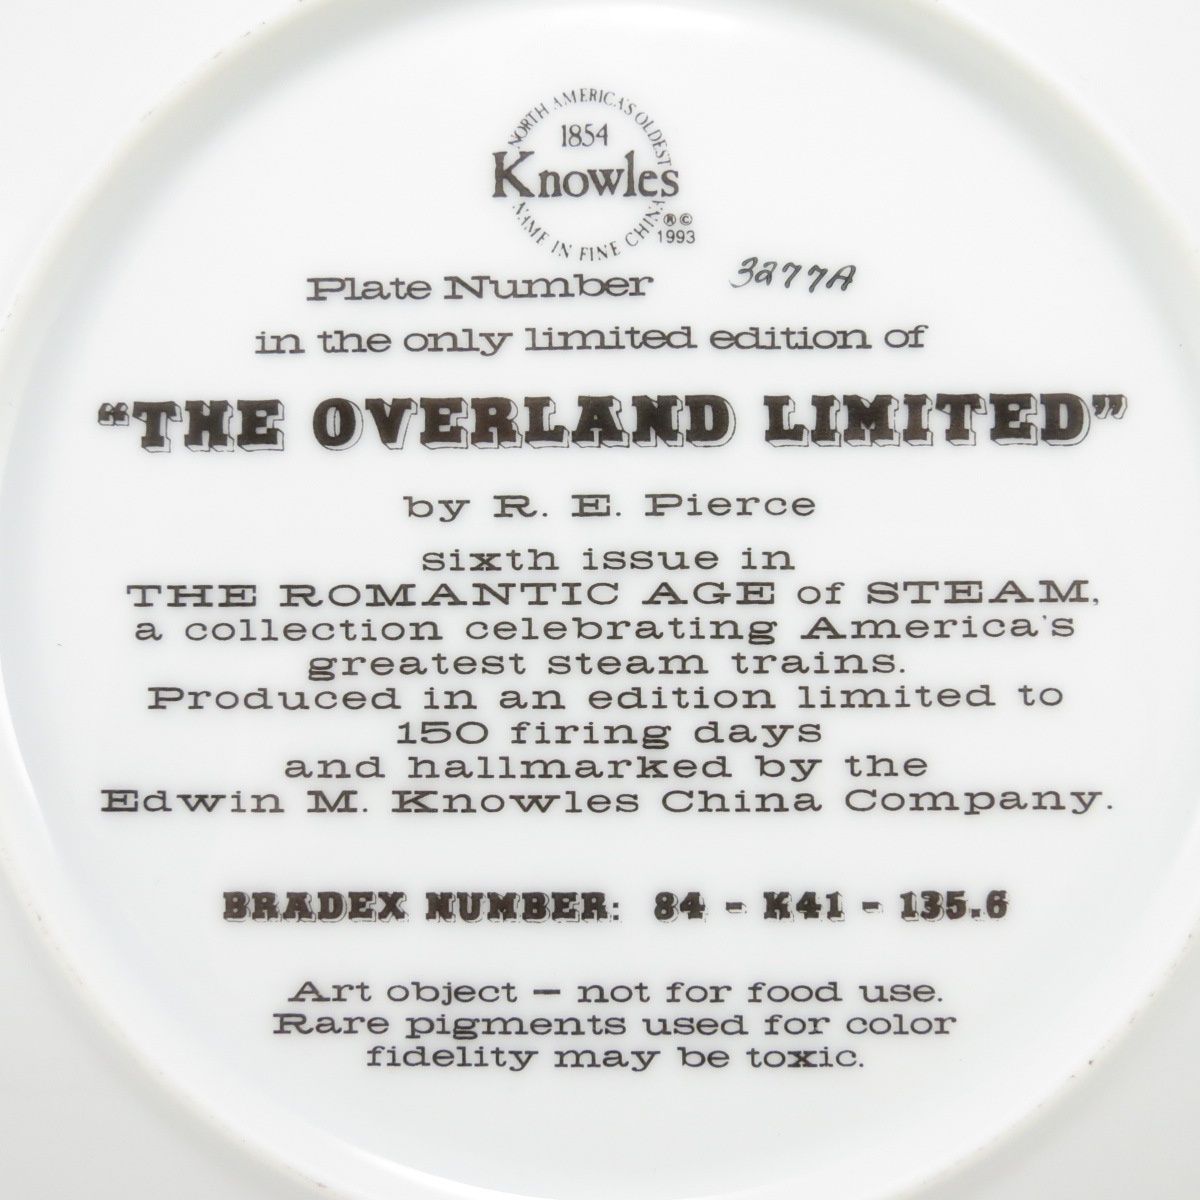 NORTH AMERICA'S OLDEST
1854
Knowles
NAME IN FINE CHINA
®©
1993
Plate Number 3277A
in the only limited edition of
“THE OVERLAND LIMITED”
by R. E. Pierce
sixth issue in
THE ROMANTIC AGE of STEAM,
a collection celebrating America's
greatest steam trains.
Produced in an edition limited to
150 firing days
and hallmarked by the
Edwin M. Knowles China Company.
BRADEX NUMBER: 84 - K41 - 135.6
Art object — not for food use.
Rare pigments used for color
fidelity may be toxic.